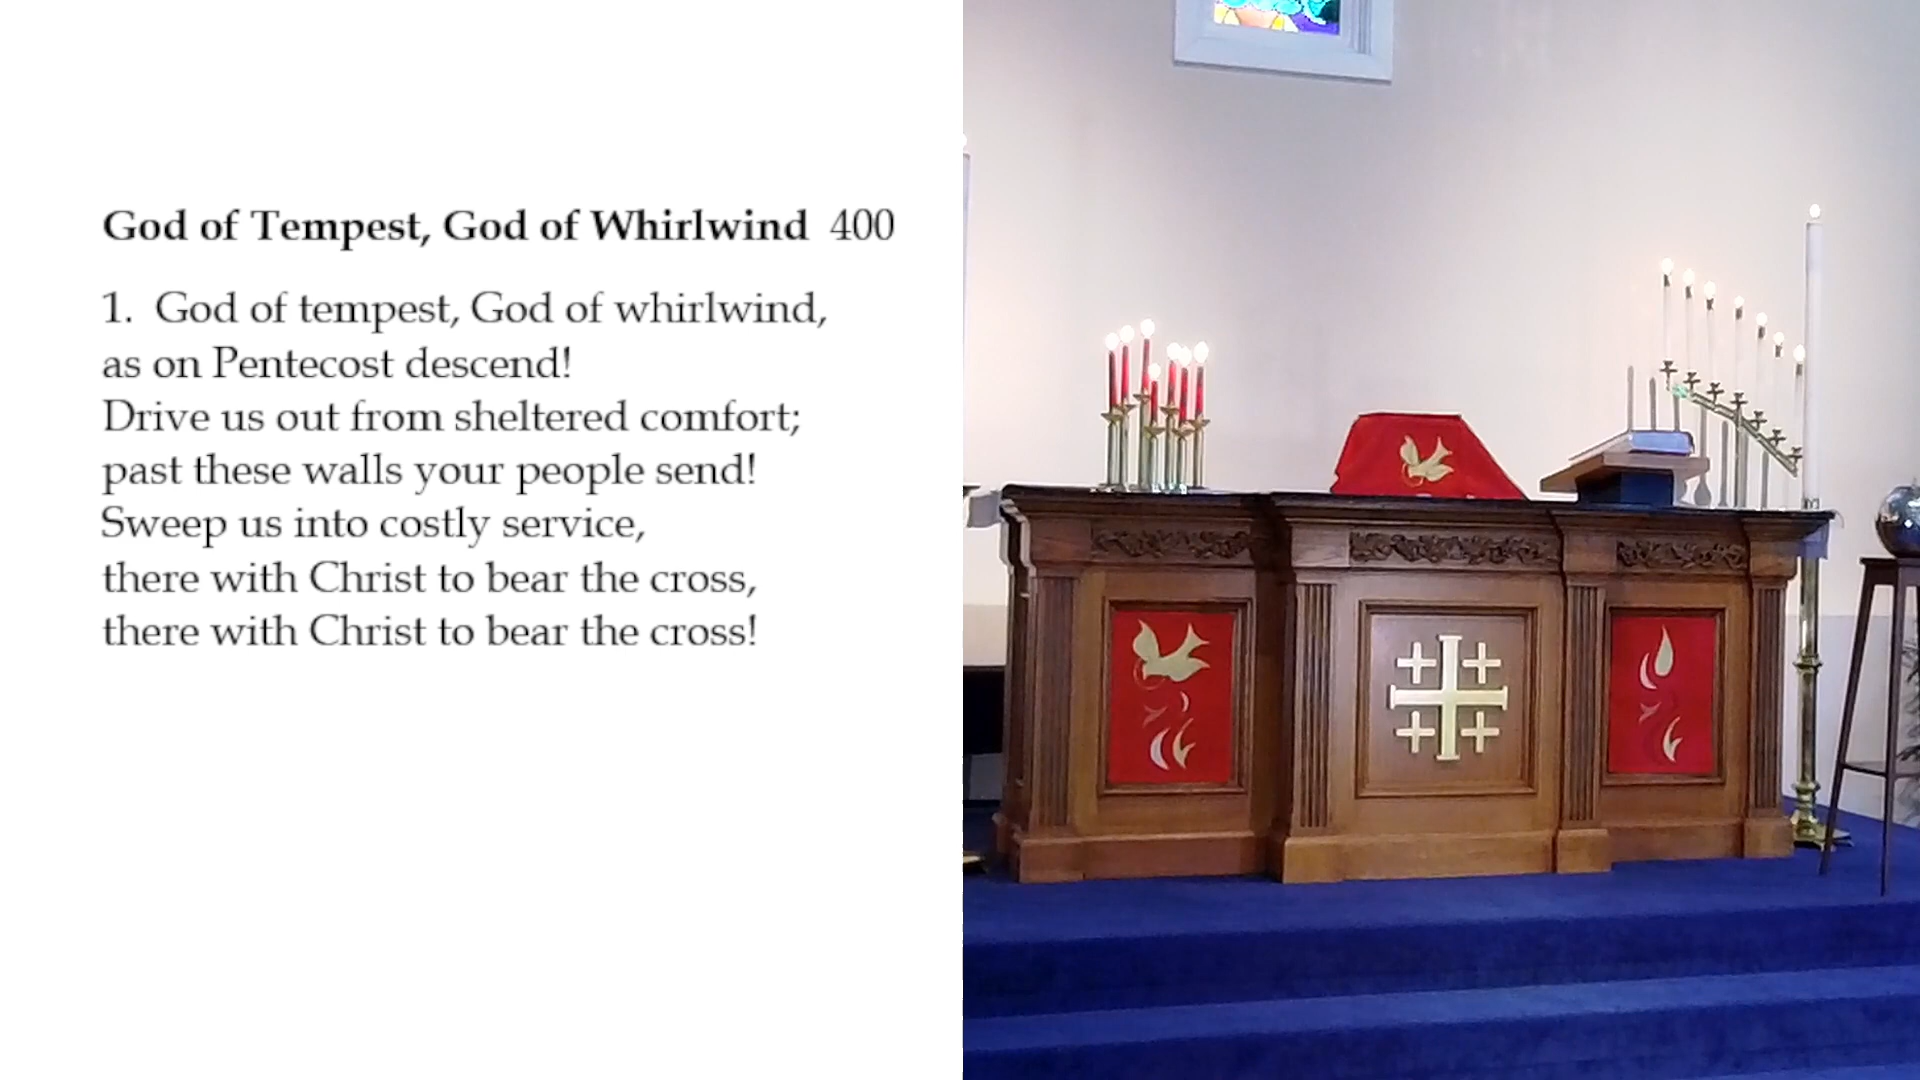 God of Tempest, God of Whirlwind 400
1. God of tempest, God of whirlwind,
as on Pentecost descend!
Drive us out from sheltered comfort;
past these walls your people send!
Sweep us into costly service,
there with Christ to bear the cross,
there with Christ to bear the cross!